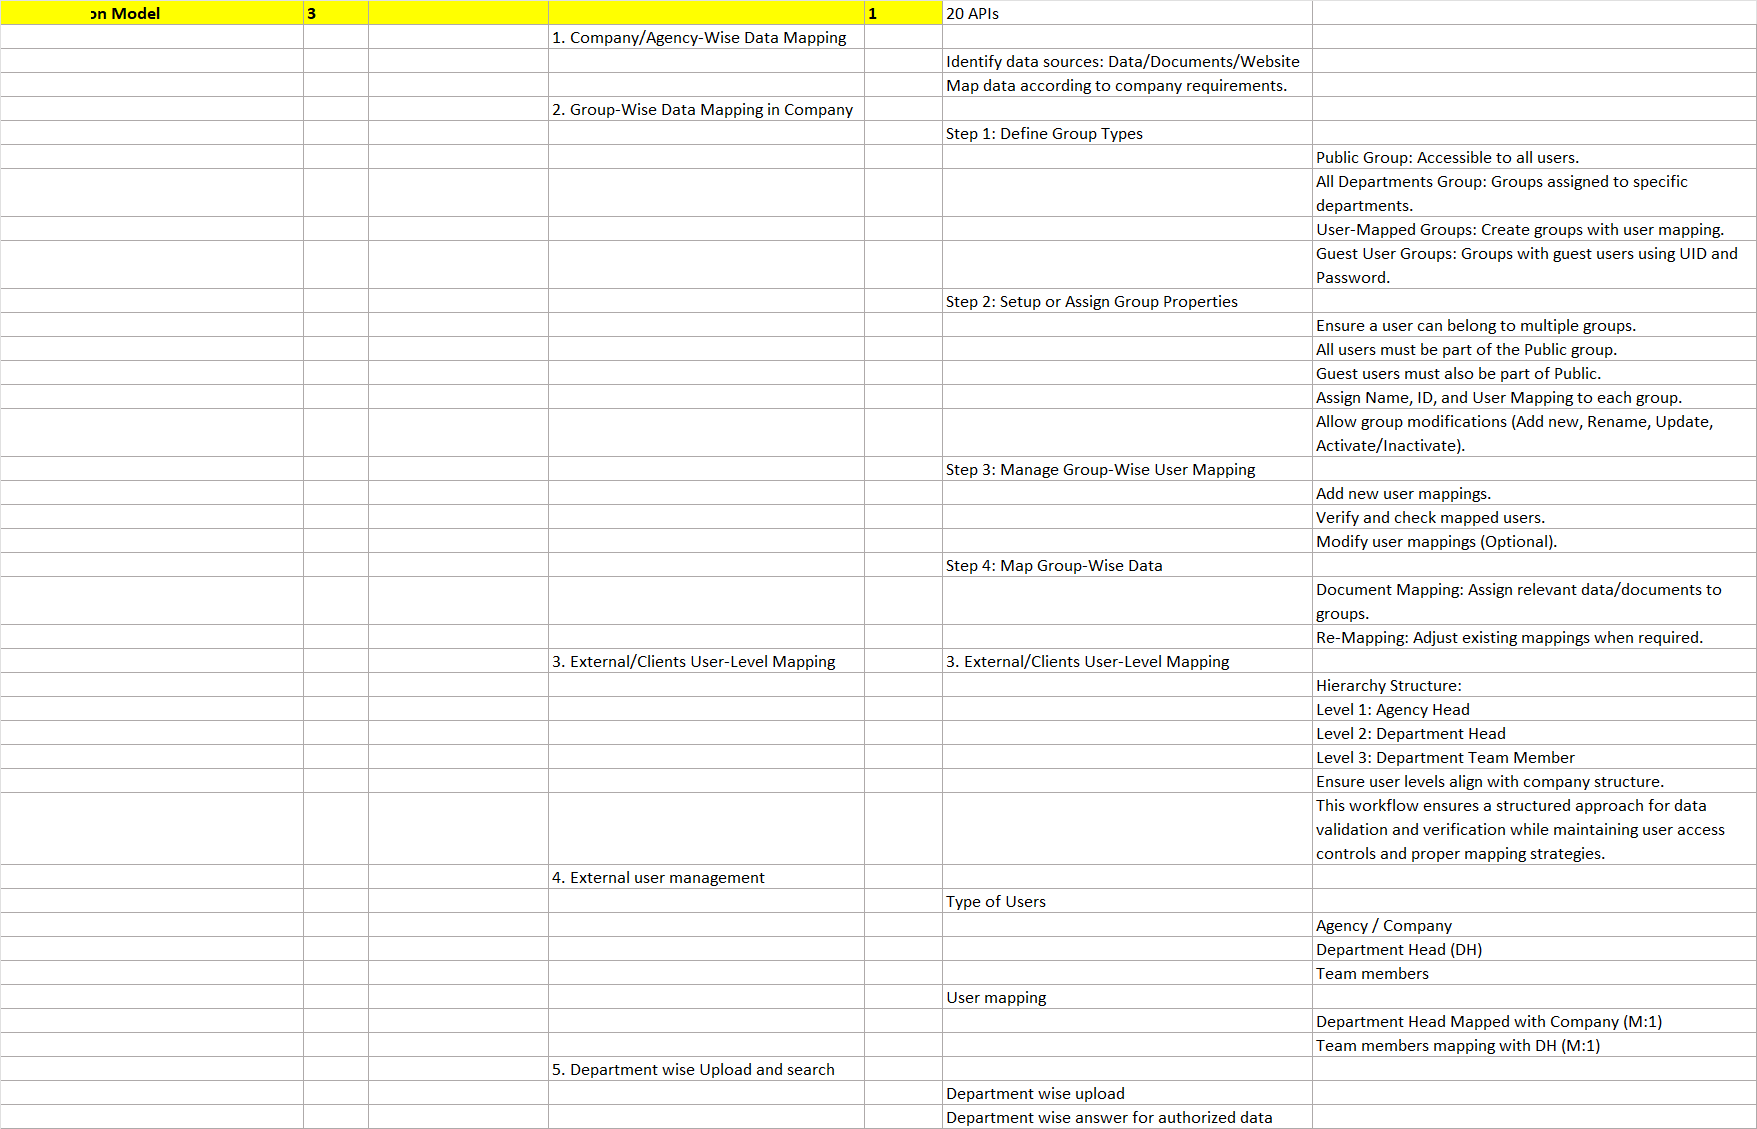 on Model 3 1 20 APIs
1. Company/Agency-Wise Data Mapping
Identify data sources: Data/Documents/Website
Map data according to company requirements.
2. Group-Wise Data Mapping in Company
Step 1: Define Group Types
Public Group: Accessible to all users.
All Departments Group: Groups assigned to specific
departments.
User-Mapped Groups: Create groups with user mapping.
Guest User Groups: Groups with guest users using UID and
Password.
Step 2: Setup or Assign Group Properties
Ensure a user can belong to multiple groups.
All users must be part of the Public group.
Guest users must also be part of Public.
Assign Name, ID, and User Mapping to each group.
Allow group modifications (Add new, Rename, Update,
Activate/Inactivate).
Step 3: Manage Group-Wise User Mapping
Add new user mappings.
Verify and check mapped users.
Modify user mappings (Optional).
Step 4: Map Group-Wise Data
Document Mapping: Assign relevant data/documents to
groups.
Re-Mapping: Adjust existing mappings when required.
3. External/Clients User-Level Mapping 3. External/Clients User-Level Mapping
Hierarchy Structure:
Level 1: Agency Head
Level 2: Department Head
Level 3: Department Team Member
Ensure user levels align with company structure.
This workflow ensures a structured approach for data
validation and verification while maintaining user access
controls and proper mapping strategies.
4. External user management
Type of Users
Agency / Company
Department Head (DH)
Team members
User mapping
Department Head Mapped with Company (M:1)
Team members mapping with DH (M:1)
5. Department wise Upload and search
Department wise upload
Department wise answer for authorized data